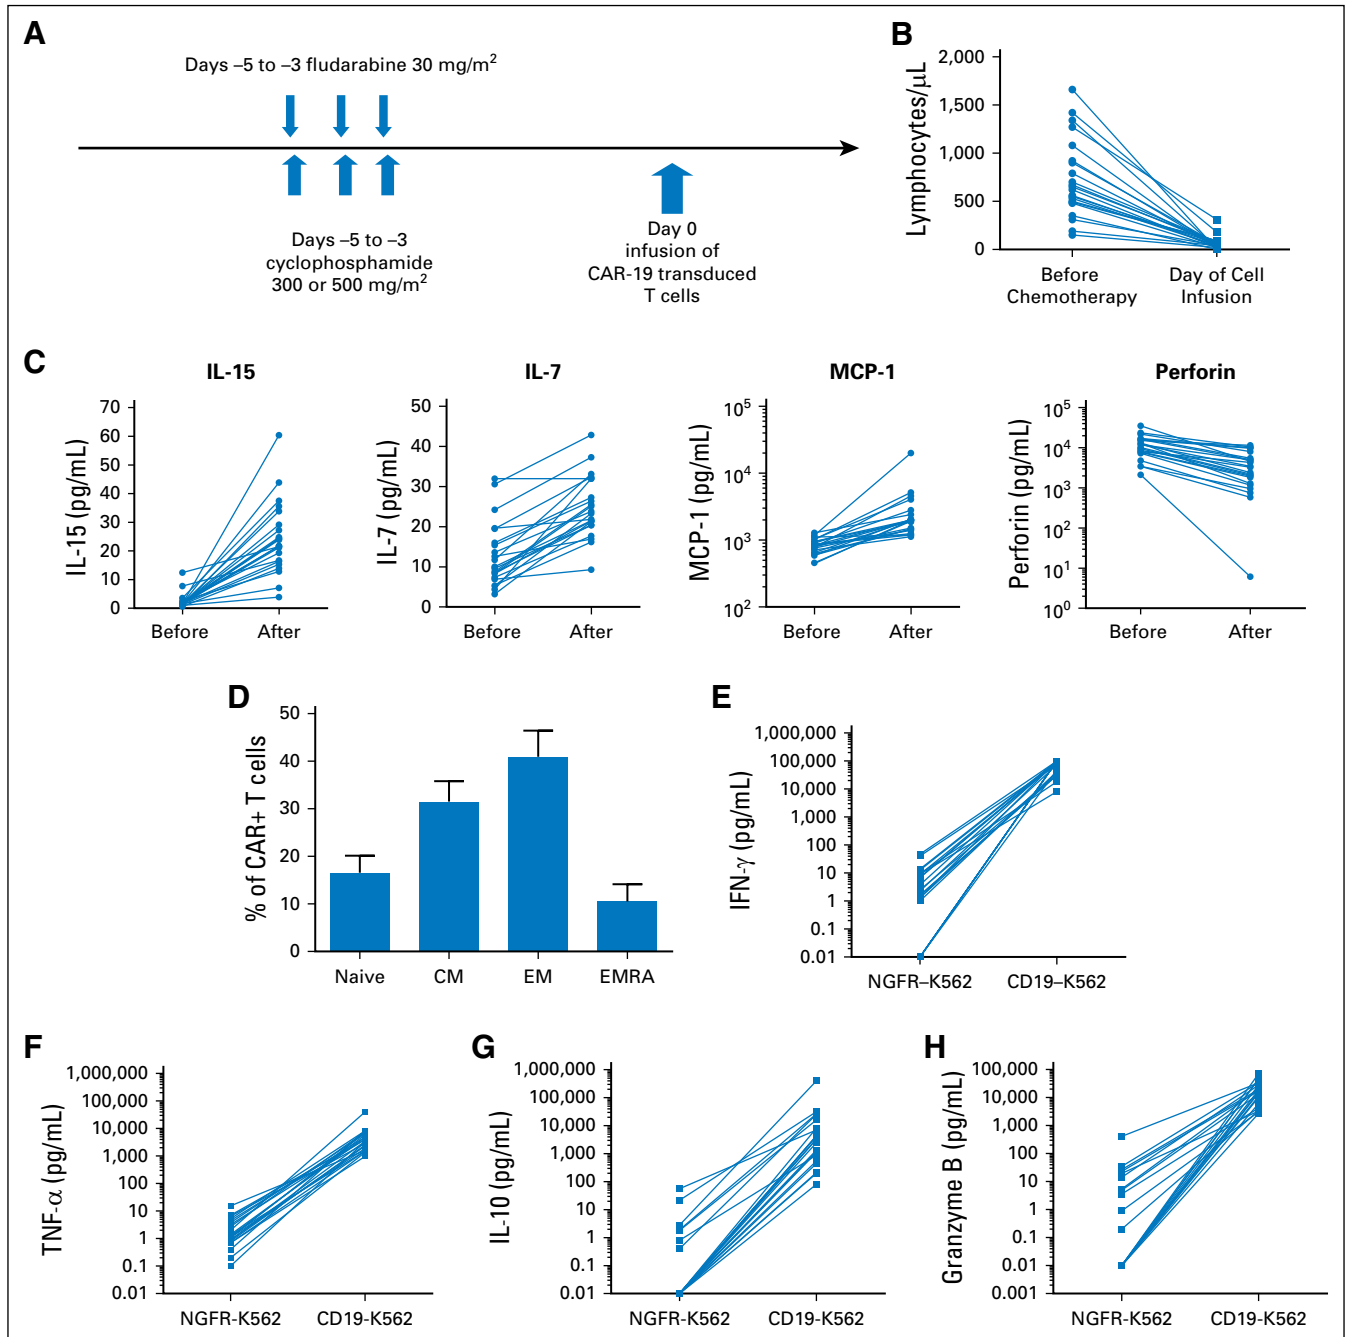 A
Days –5 to –3 fludarabine 30 mg/m²
Days –5 to –3
cyclophosphamide
300 or 500 mg/m²
Day 0
infusion of
CAR-19 transduced
T cells
B
Lymphocytes/μL
2,000
1,500
1,000
500
0
Before
Chemotherapy
Day of Cell
Infusion
C
IL-15
IL-15 (pg/mL)
70
60
50
40
30
20
10
0
Before
After
IL-7
IL-7 (pg/mL)
50
40
30
20
10
0
Before
After
MCP-1
MCP-1 (pg/mL)
10⁵
10⁴
10³
10²
Before
After
Perforin
Perforin (pg/mL)
10⁵
10⁴
10³
10²
10¹
10⁰
Before
After
D
% of CAR+ T cells
50
40
30
20
10
0
Naive
CM
EM
EMRA
E
IFN-γ (pg/mL)
1,000,000
100,000
10,000
1,000
100
10
1
0.1
0.01
NGFR–K562
CD19–K562
F
TNF-α (pg/mL)
1,000,000
100,000
10,000
1,000
100
10
1
0.1
0.01
NGFR-K562
CD19-K562
G
IL-10 (pg/mL)
1,000,000
100,000
10,000
1,000
100
10
1
0.1
0.01
NGFR-K562
CD19-K562
H
Granzyme B (pg/mL)
100,000
10,000
1,000
100
10
1
0.1
0.01
0.001
NGFR-K562
CD19-K562